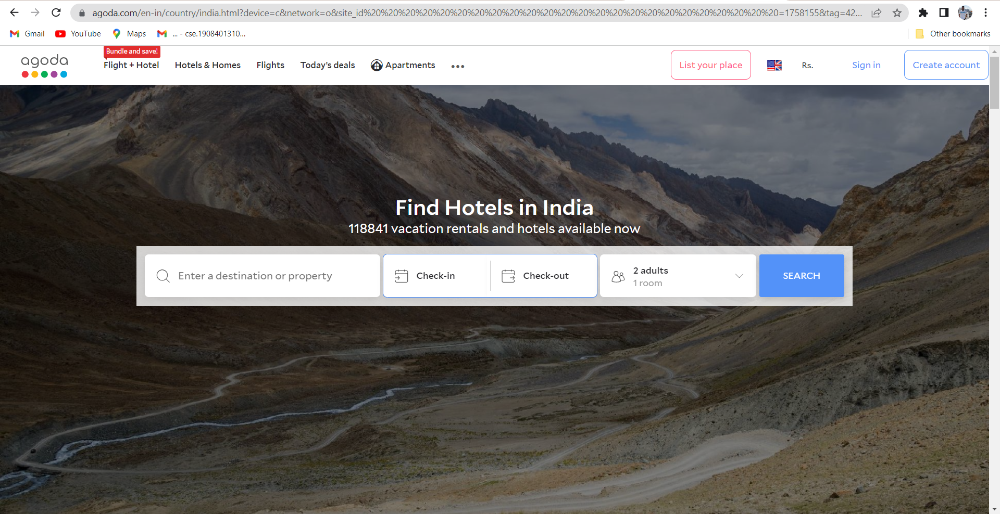 agoda.com/en-in/country/india.html?device=c&network=o&site_id%20%20%20%20%20%20%20%20%20%20%20%20%20%20%20%20%20%20%20%20%20=1758155&tag=42...
Gmail YouTube Maps ... - cse.1908401310... Other bookmarks
Bundle and save!
agoda Flight + Hotel Hotels & Homes Flights Today's deals Apartments ••• List your place Rs. Sign in Create account
Find Hotels in India
118841 vacation rentals and hotels available now
Enter a destination or property Check-in Check-out 2 adults SEARCH
1 room